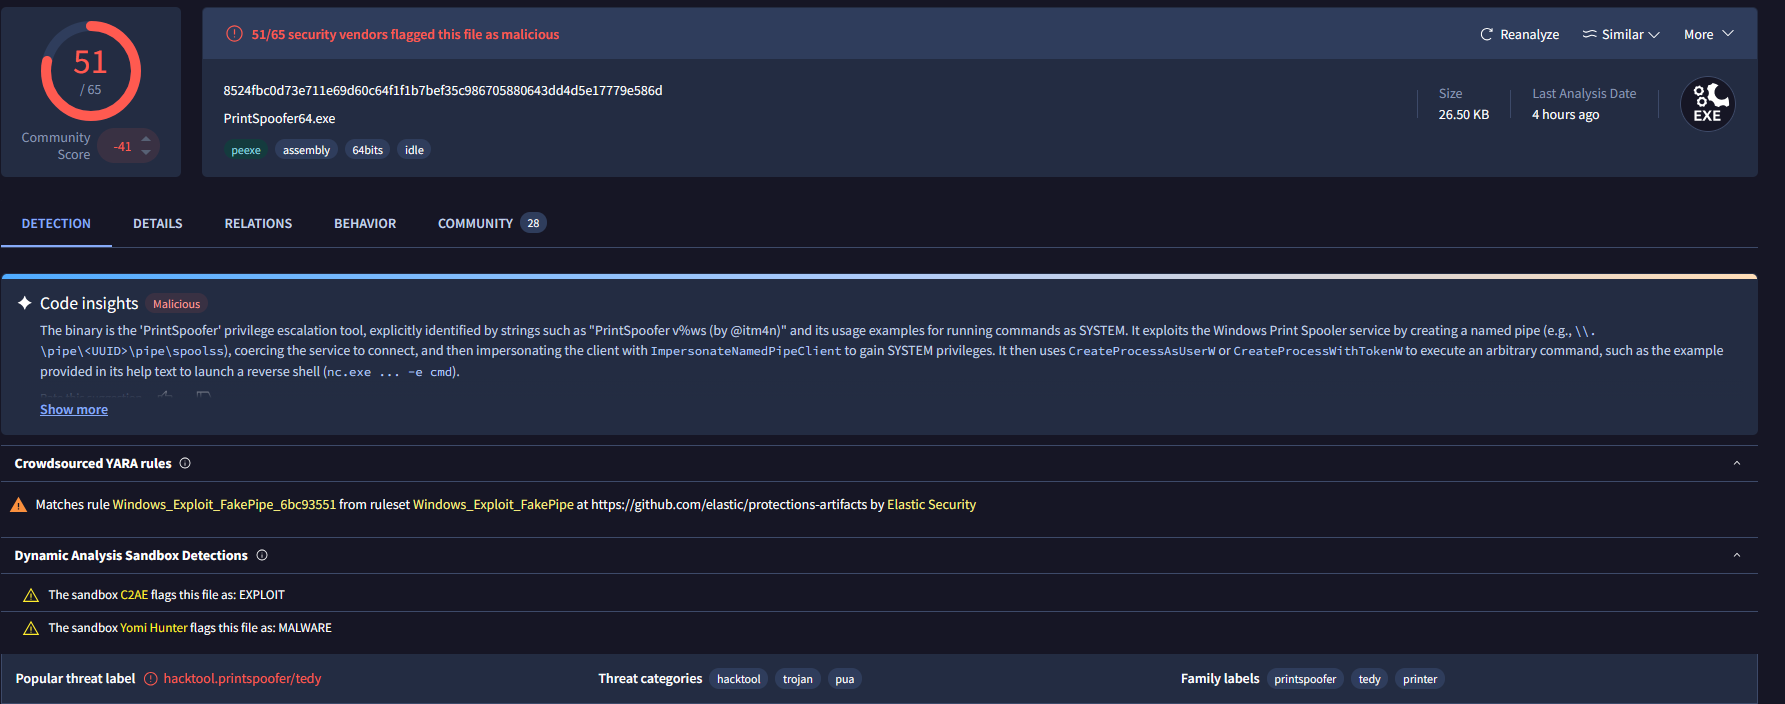 51
/ 65
Community
Score
-41
51/65 security vendors flagged this file as malicious
Reanalyze
Similar
More
8524fbc0d73e711e69d60c64f1f1b7bef35c986705880643dd4d5e17779e586d
PrintSpoofer64.exe
peexe
assembly
64bits
idle
Size
26.50 KB
Last Analysis Date
4 hours ago
EXE
DETECTION
DETAILS
RELATIONS
BEHAVIOR
COMMUNITY 28
Code insights Malicious
The binary is the 'PrintSpoofer' privilege escalation tool, explicitly identified by strings such as "PrintSpoofer v%ws (by @itm4n)" and its usage examples for running commands as SYSTEM. It exploits the Windows Print Spooler service by creating a named pipe (e.g., \\.
\pipe\<UUID>\pipe\spoolss), coercing the service to connect, and then impersonating the client with ImpersonateNamedPipeClient to gain SYSTEM privileges. It then uses CreateProcessAsUserW or CreateProcessWithTokenW to execute an arbitrary command, such as the example
provided in its help text to launch a reverse shell (nc.exe ... -e cmd).
Show more
Crowdsourced YARA rules
Matches rule Windows_Exploit_FakePipe_6bc93551 from ruleset Windows_Exploit_FakePipe at https://github.com/elastic/protections-artifacts by Elastic Security
Dynamic Analysis Sandbox Detections
The sandbox C2AE flags this file as: EXPLOIT
The sandbox Yomi Hunter flags this file as: MALWARE
Popular threat label hacktool.printspoofer/tedy
Threat categories hacktool trojan pua
Family labels printspoofer tedy printer